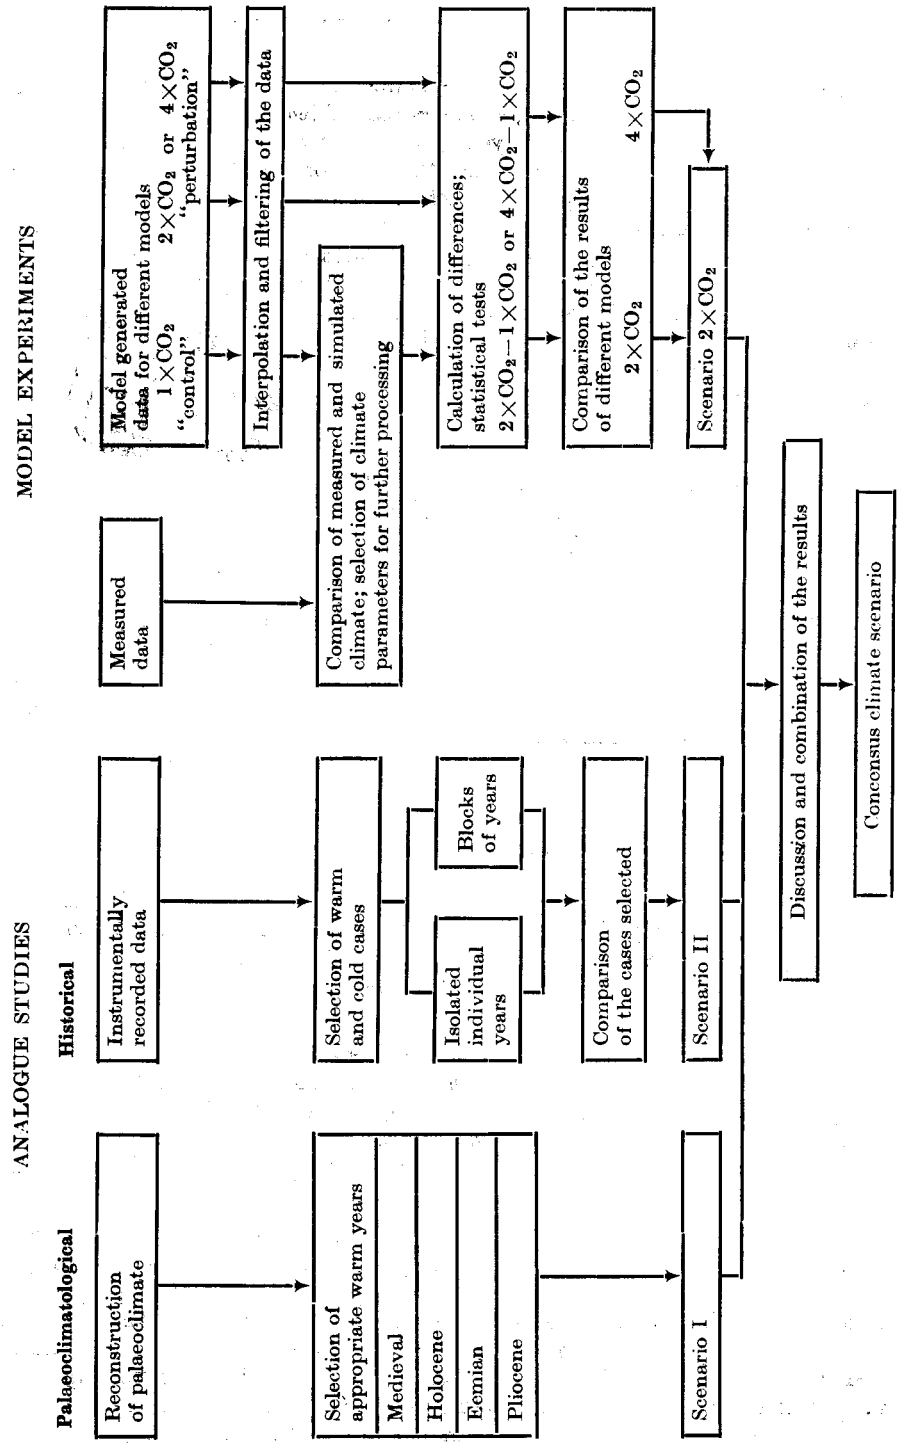 ANALOGUE STUDIES
MODEL EXPERIMENTS
Palaeoclimatological
Historical
Reconstruction
of palaeoclimate
Instrumentally
recorded data
Measured
data
Model generated
data for different models
1×CO₂ 2×CO₂ or 4×CO₂
“control” “perturbation”
Interpolation and filtering of the data
Selection of
appropriate warm years
Medieval
Holocene
Eemian
Pliocene
Selection of warm
and cold cases
Comparison of measured and simulated
climate; selection of climate
parameters for further processing
Isolated
individual
years
Blocks
of years
Calculation of differences;
statistical tests
2×CO₂–1×CO₂ or 4×CO₂–1×CO₂
Comparison
of the cases selected
Comparison of the results
of different models
2×CO₂ 4×CO₂
Scenario I
Scenario II
Scenario 2×CO₂
Discussion and combination of the results
Concensus climate scenario